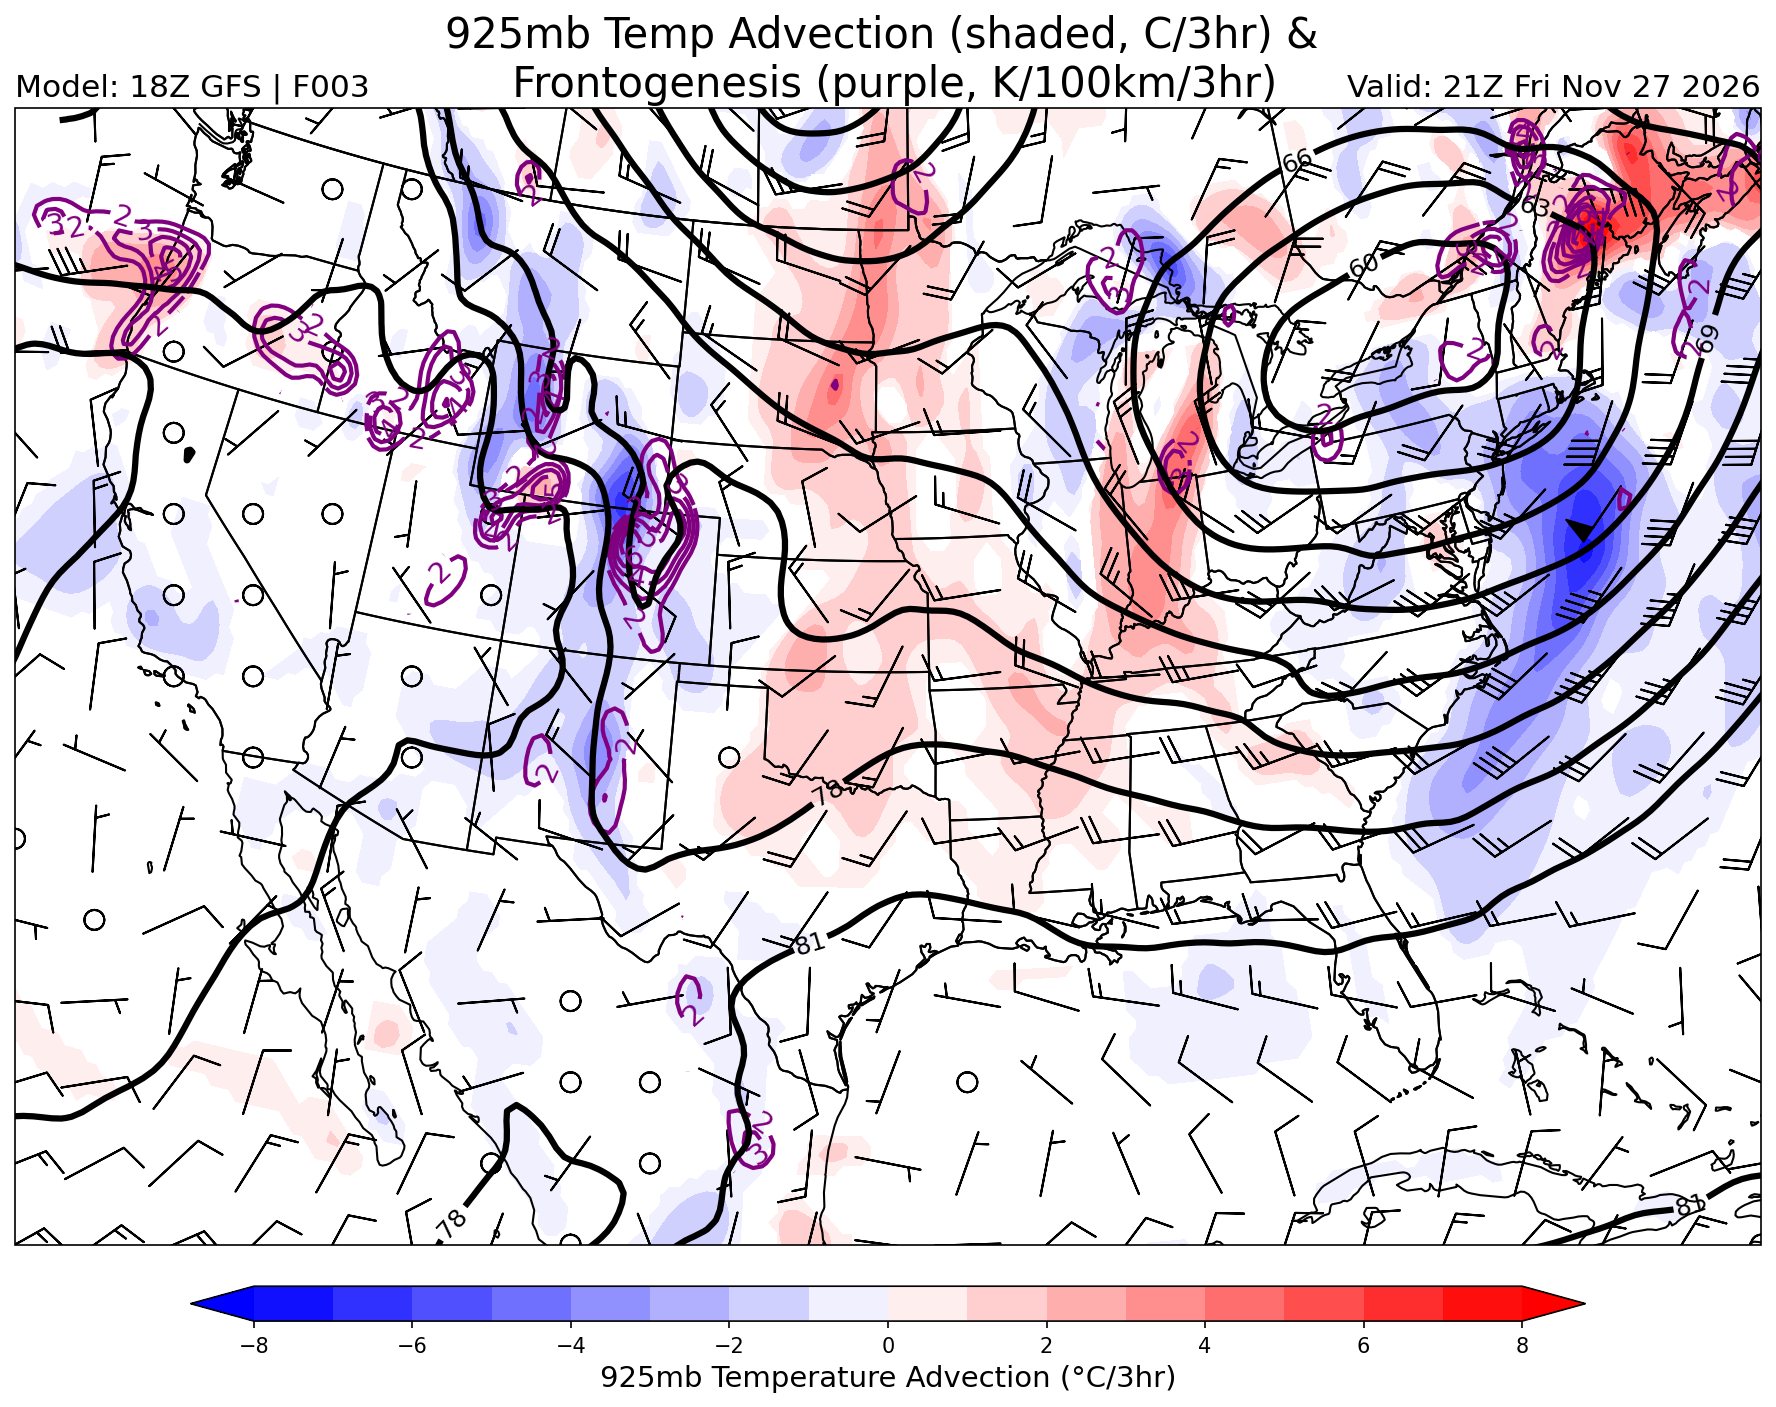 925mb Temp Advection (shaded, C/3hr) &
Model: 18Z GFS | F003
Frontogenesis (purple, K/100km/3hr)
Valid: 21Z Fri Nov 27 2026
66
63
60
69
78
81
78
81
−8 −6 −4 −2 0 2 4 6 8
925mb Temperature Advection (°C/3hr)